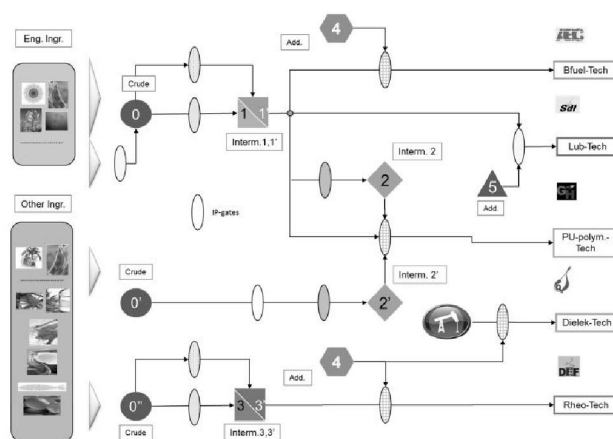 Eng. Ingr.
Crude
0
Add.
4
1 1'
Interm.1,1'
Bfuel-Tech
Sdt
Lub-Tech
5
Add.
Interm. 2
2
IP-gates
GH
PU-polym.-
Tech
Other Ingr.
Crude
0'
Interm. 2'
2'
Dielek-Tech
4
Add.
DEF
0''
3 3'
Crude
Interm.3,3'
Rheo-Tech